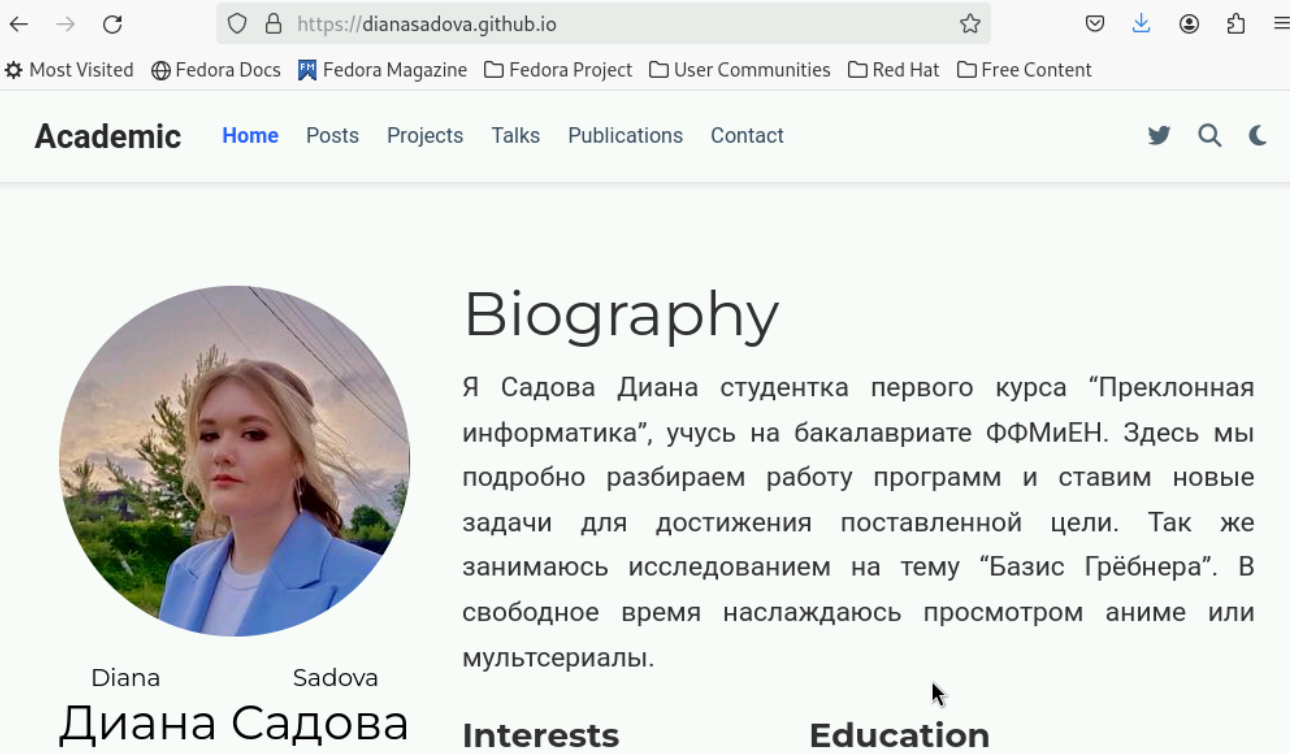 https://dianasadova.github.io
Most Visited Fedora Docs FM Fedora Magazine Fedora Project User Communities Red Hat Free Content
Academic Home Posts Projects Talks Publications Contact
Biography
Я Садова Диана студентка первого курса “Преклонная
информатика”, учусь на бакалавриате ФФМиЕН. Здесь мы
подробно разбираем работу программ и ставим новые
задачи для достижения поставленной цели. Так же
занимаюсь исследованием на тему “Базис Грёбнера”. В
свободное время наслаждаюсь просмотром аниме или
мультсериалы.
Diana Sadova
Диана Садова
Interests Education